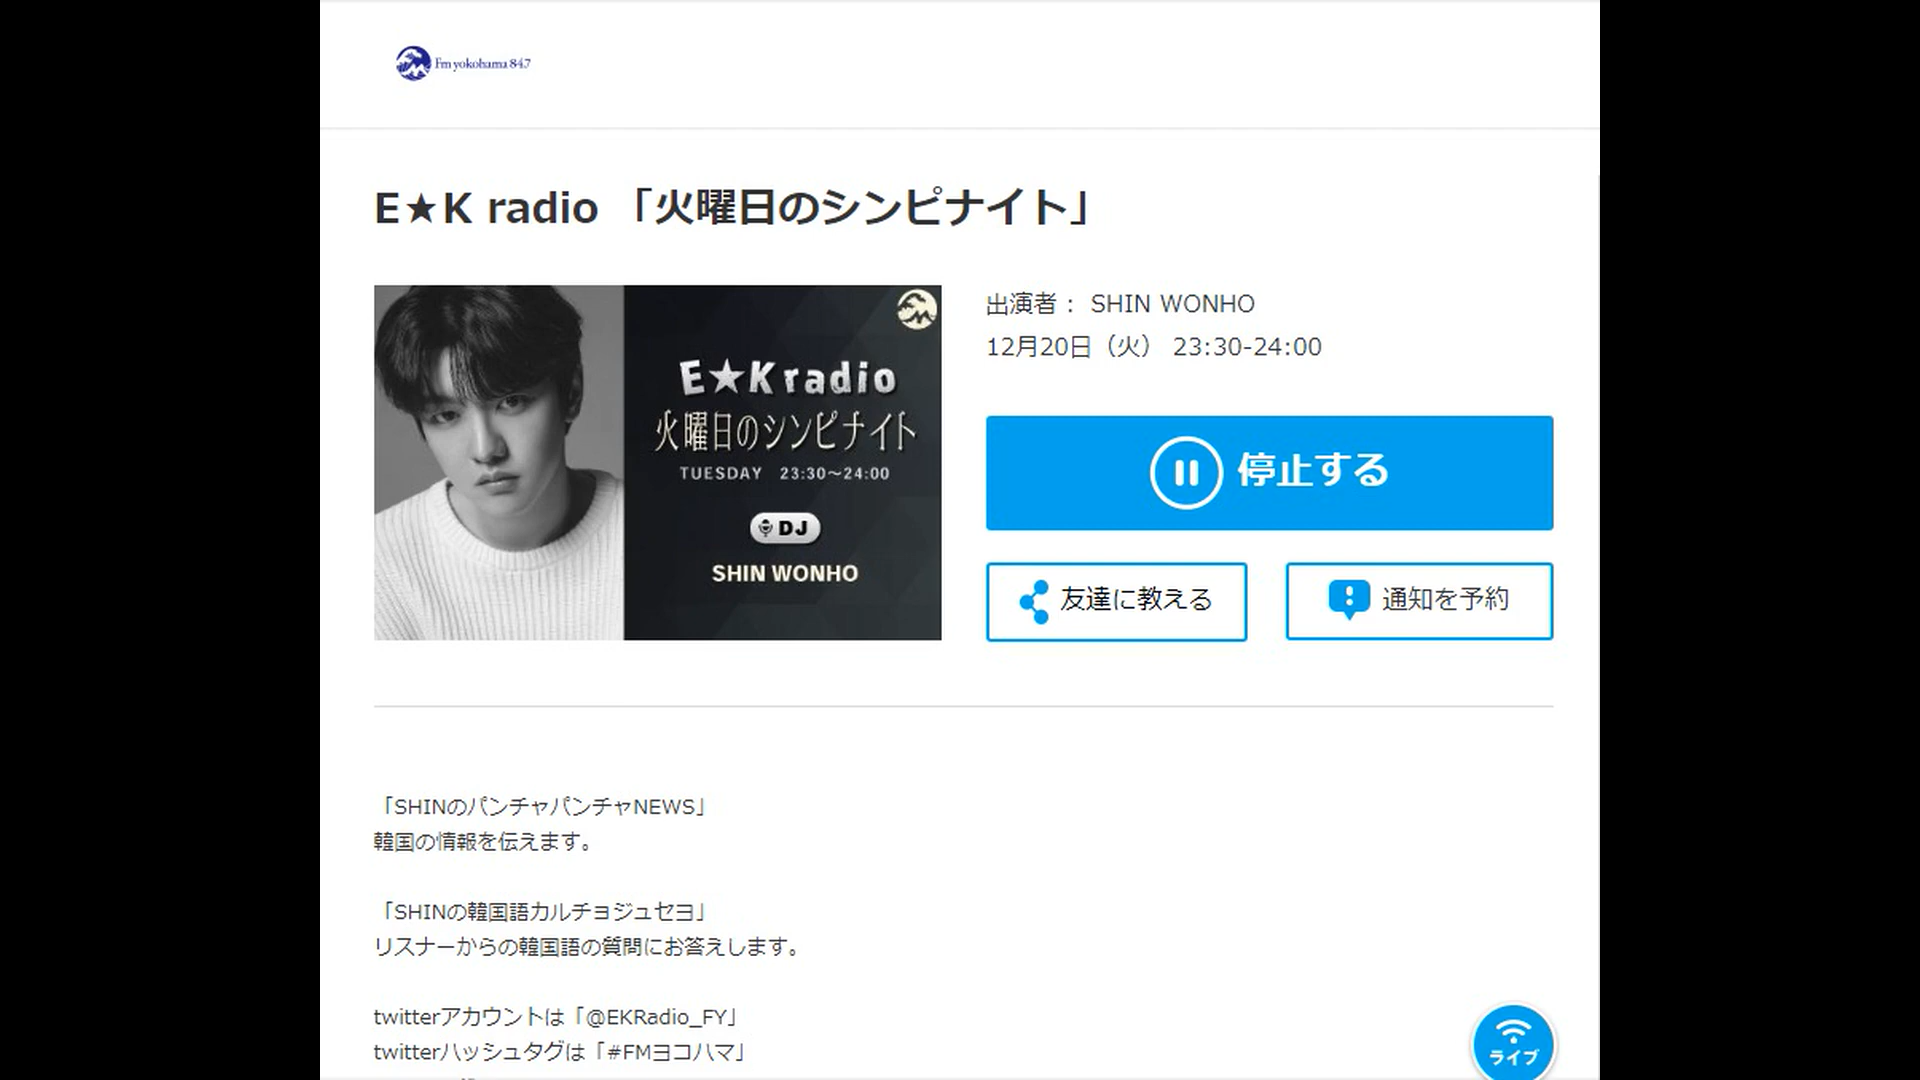 Fm yokohama 84.7
E★K radio 「火曜日のシンピナイト」
E★K radio
火曜日のシンピナイト
TUESDAY 23:30〜24:00
DJ
SHIN WONHO
出演者： SHIN WONHO
12月20日（火） 23:30-24:00
停止する
友達に教える
通知を予約
「SHINのパンチャパンチャNEWS」
韓国の情報を伝えます。
「SHINの韓国語カルチョジュセヨ」
リスナーからの韓国語の質問にお答えします。
twitterアカウントは「@EKRadio_FY」
twitterハッシュタグは「#FMヨコハマ」
ライブ